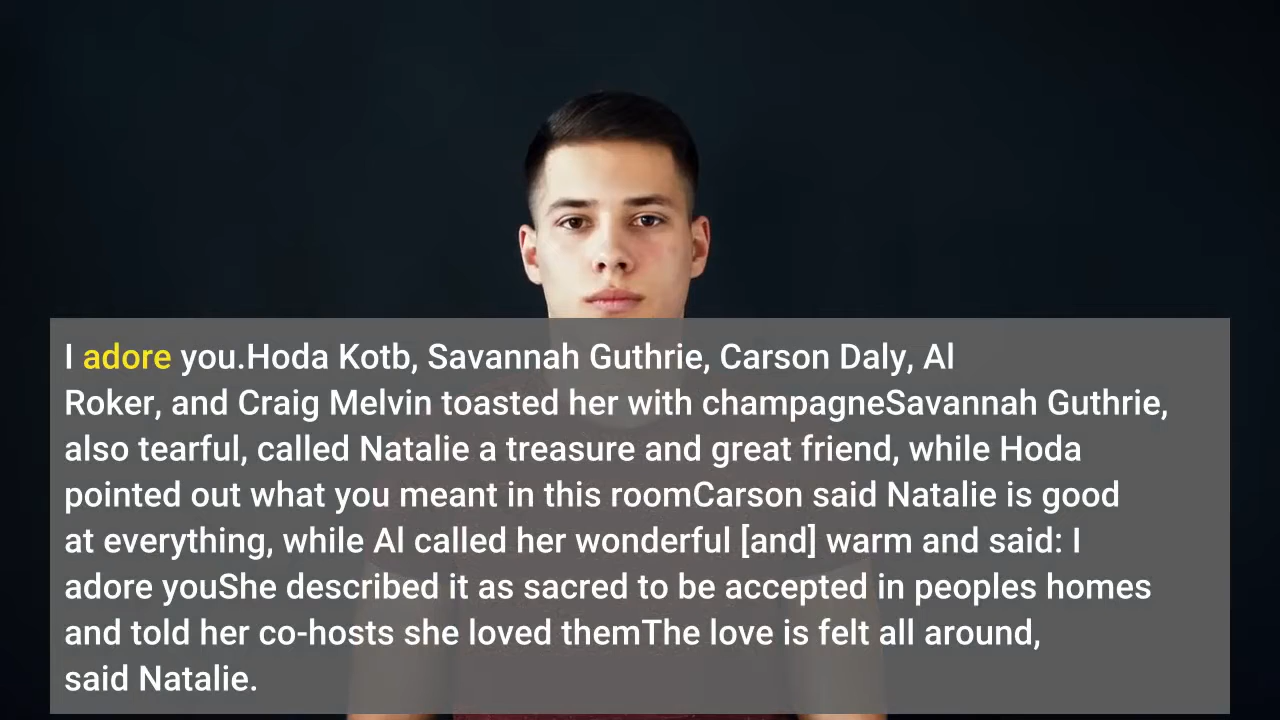 I adore you.Hoda Kotb, Savannah Guthrie, Carson Daly, Al
Roker, and Craig Melvin toasted her with champagneSavannah Guthrie,
also tearful, called Natalie a treasure and great friend, while Hoda
pointed out what you meant in this roomCarson said Natalie is good
at everything, while Al called her wonderful [and] warm and said: I
adore youShe described it as sacred to be accepted in peoples homes
and told her co-hosts she loved themThe love is felt all around,
said Natalie.